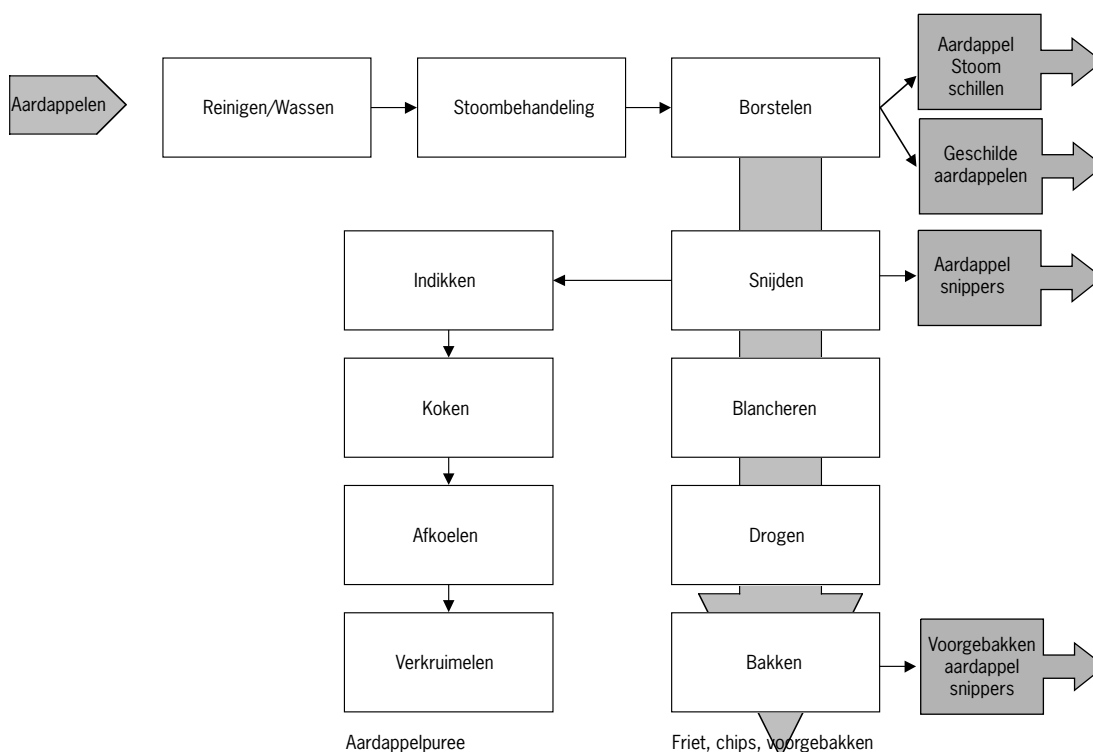 Aardappelen
Reinigen/Wassen
Stoombehandeling
Borstelen
Aardappel
Stoom
schillen
Geschilde
aardappelen
Indikken
Snijden
Aardappel
snippers
Koken
Blancheren
Afkoelen
Drogen
Verkruimelen
Bakken
Voorgebakken
aardappel
snippers
Aardappelpuree
Friet, chips, voorgebakken